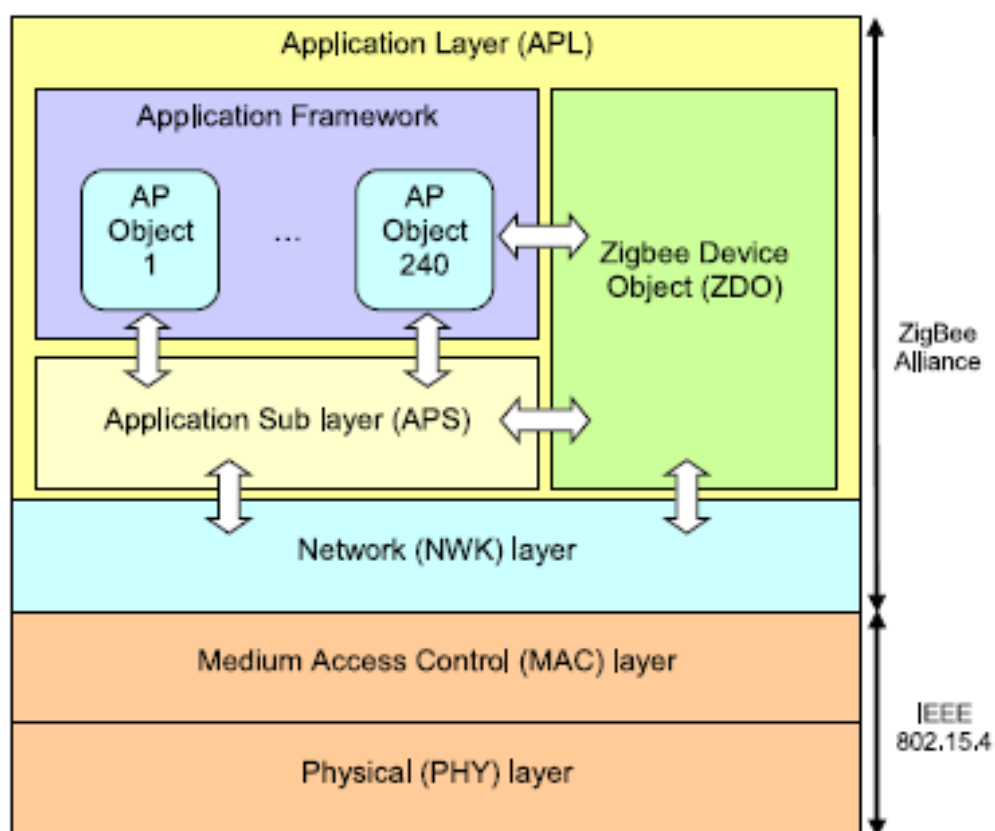 Application Layer (APL)
Application Framework
AP
Object
1
...
AP
Object
240
Zigbee Device
Object (ZDO)
Application Sub layer (APS)
Network (NWK) layer
Medium Access Control (MAC) layer
Physical (PHY) layer
ZigBee
Alliance
IEEE
802.15.4